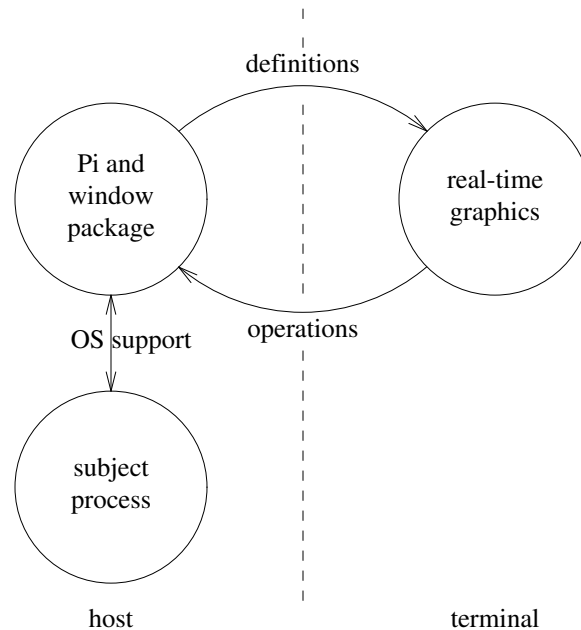 definitions
Pi and
window
package
real-time
graphics
operations
OS support
subject
process
host
terminal